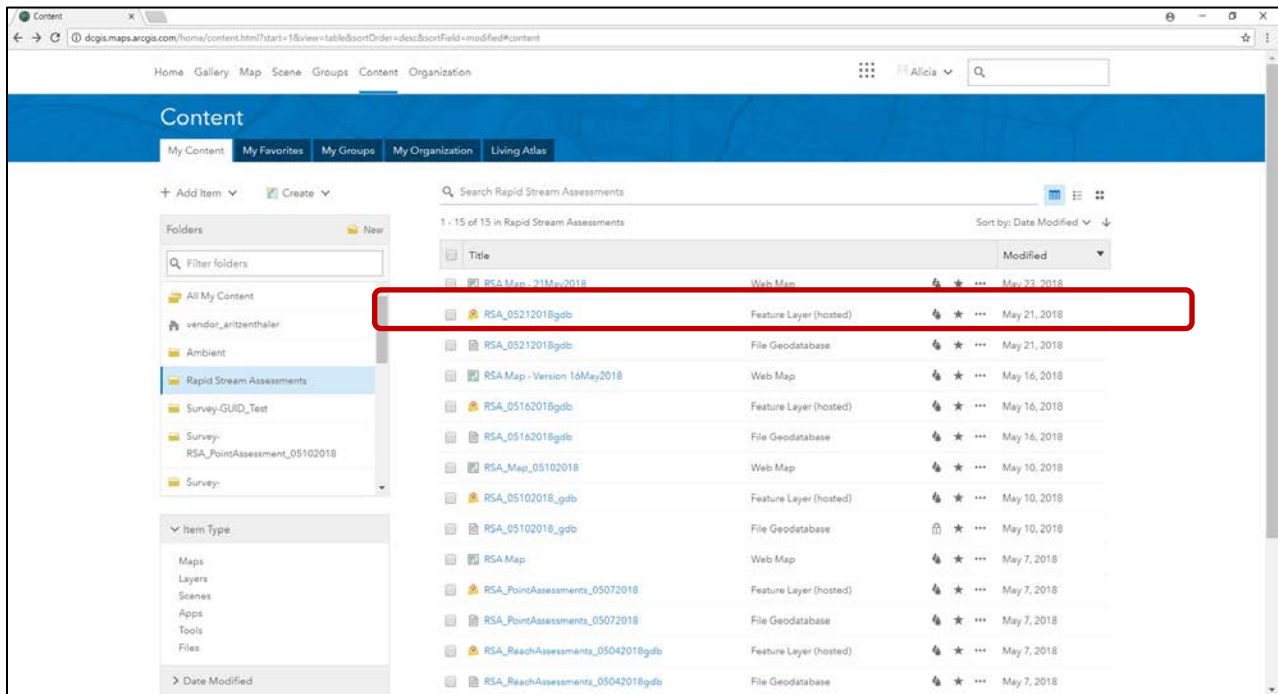 Content
dcgis.maps.arcgis.com/home/content.html?start=1&view=table&sortOrder=desc&sortField=modified#content
Home Gallery Map Scene Groups Content Organization Alicia
Content
My Content My Favorites My Groups My Organization Living Atlas
+ Add Item Create Search Rapid Stream Assessments
Folders New 1 - 15 of 15 in Rapid Stream Assessments Sort by: Date Modified
Filter folders Title Modified
All My Content RSA Map - 21May2018 Web Map May 23, 2018
vendor_aritzenthaler RSA_05212018gdb Feature Layer (hosted) May 21, 2018
Ambient RSA_05212018gdb File Geodatabase May 21, 2018
Rapid Stream Assessments RSA Map - Version 16May2018 Web Map May 16, 2018
Survey-GUID_Test RSA_05162018gdb Feature Layer (hosted) May 16, 2018
Survey-
RSA_PointAssessment_05102018 RSA_05162018gdb File Geodatabase May 16, 2018
Survey- RSA_Map_05102018 Web Map May 10, 2018
RSA_05102018_gdb Feature Layer (hosted) May 10, 2018
Item Type RSA_05102018_gdb File Geodatabase May 10, 2018
Maps RSA Map Web Map May 7, 2018
Layers
Scenes RSA_PointAssessments_05072018 Feature Layer (hosted) May 7, 2018
Apps
Tools RSA_PointAssessments_05072018 File Geodatabase May 7, 2018
Files RSA_ReachAssessments_05042018gdb Feature Layer (hosted) May 7, 2018
Date Modified RSA_ReachAssessments_05042018gdb File Geodatabase May 7, 2018